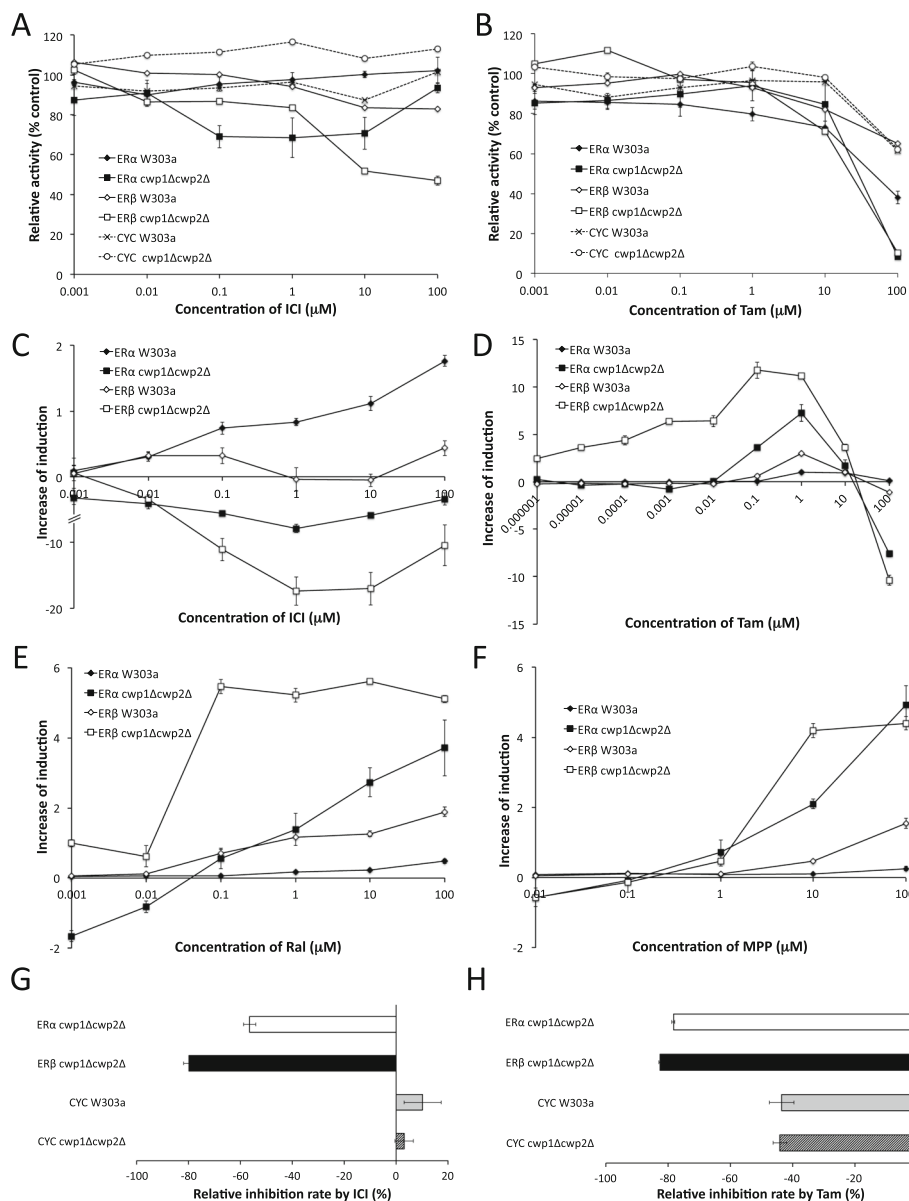 A
B
120
100
80
60
40
20
0
Relative activity (% control)
ERα W303a
ERα cwp1Δcwp2Δ
ERβ W303a
ERβ cwp1Δcwp2Δ
CYC W303a
CYC cwp1Δcwp2Δ
0.001 0.01 0.1 1 10 100
Concentration of ICI (μM)
120
100
80
60
40
20
0
Relative activity (% control)
ERα W303a
ERα cwp1Δcwp2Δ
ERβ W303a
ERβ cwp1Δcwp2Δ
CYC W303a
CYC cwp1Δcwp2Δ
0.001 0.01 0.1 1 10 100
Concentration of Tam (μM)
C
D
2
1
0
-10
-20
Increase of induction
ERα W303a
ERα cwp1Δcwp2Δ
ERβ W303a
ERβ cwp1Δcwp2Δ
0.001 0.01 0.1 1 10 100
Concentration of ICI (μM)
15
10
5
0
-5
-10
-15
Increase of induction
ERα W303a
ERα cwp1Δcwp2Δ
ERβ W303a
ERβ cwp1Δcwp2Δ
0.000001 0.00001 0.0001 0.001 0.01 0.1 1 10 100
Concentration of Tam (μM)
E
F
6
4
2
0
-2
Increase of induction
ERα W303a
ERα cwp1Δcwp2Δ
ERβ W303a
ERβ cwp1Δcwp2Δ
0.001 0.01 0.1 1 10 100
Concentration of Ral (μM)
6
4
2
0
-2
Increase of induction
ERα W303a
ERα cwp1Δcwp2Δ
ERβ W303a
ERβ cwp1Δcwp2Δ
0.01 0.1 1 10 100
Concentration of MPP (μM)
G
H
ERα cwp1Δcwp2Δ
ERβ cwp1Δcwp2Δ
CYC W303a
CYC cwp1Δcwp2Δ
-100 -80 -60 -40 -20 0 20
Relative inhibition rate by ICI (%)
ERα cwp1Δcwp2Δ
ERβ cwp1Δcwp2Δ
CYC W303a
CYC cwp1Δcwp2Δ
-100 -80 -60 -40 -20 0
Relative inhibition rate by Tam (%)